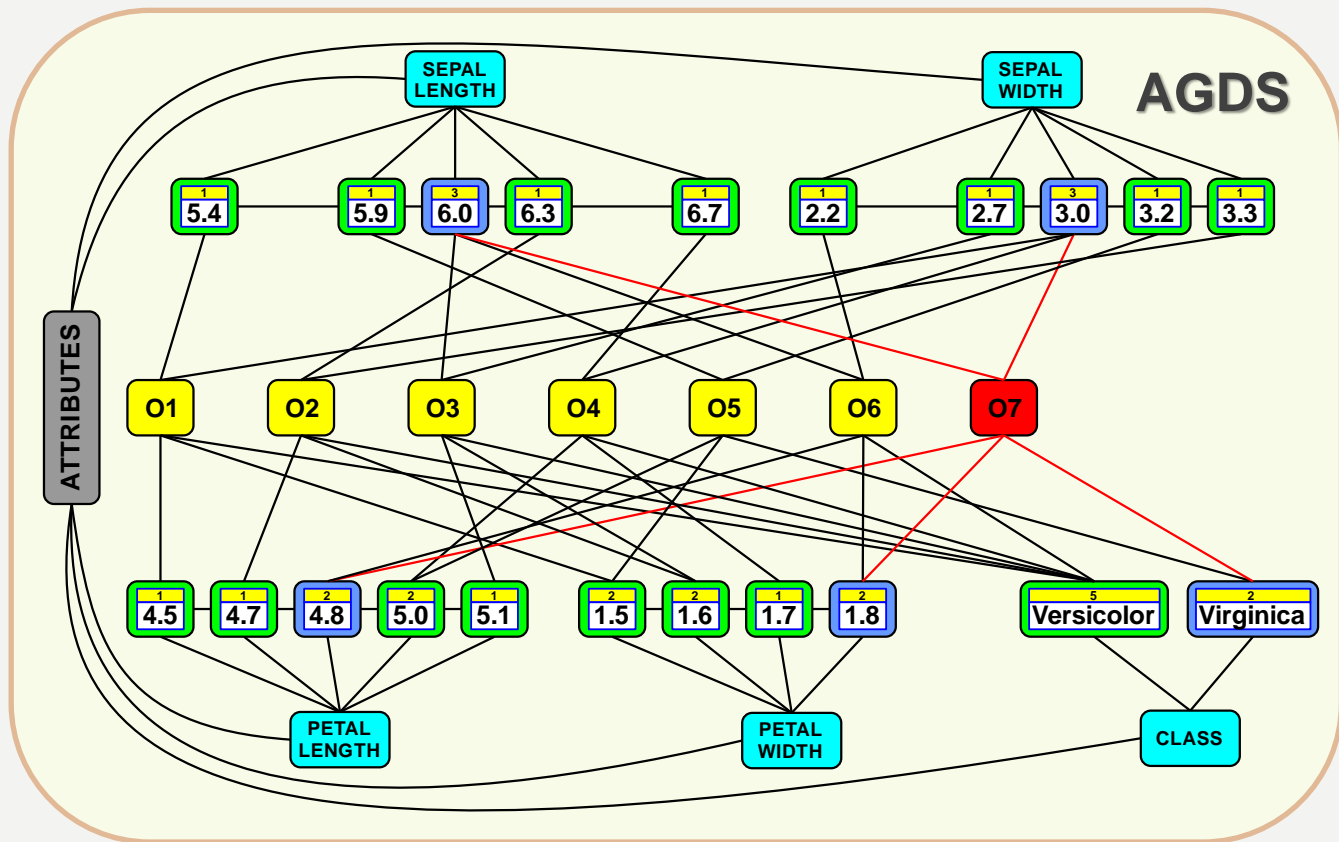 SEPAL
LENGTH
SEPAL
WIDTH
AGDS
1
5.4
1
5.9
3
6.0
1
6.3
1
6.7
1
2.2
1
2.7
3
3.0
1
3.2
1
3.3
ATTRIBUTES
O1
O2
O3
O4
O5
O6
O7
1
4.5
1
4.7
2
4.8
2
5.0
1
5.1
2
1.5
2
1.6
1
1.7
2
1.8
5
Versicolor
2
Virginica
PETAL
LENGTH
PETAL
WIDTH
CLASS